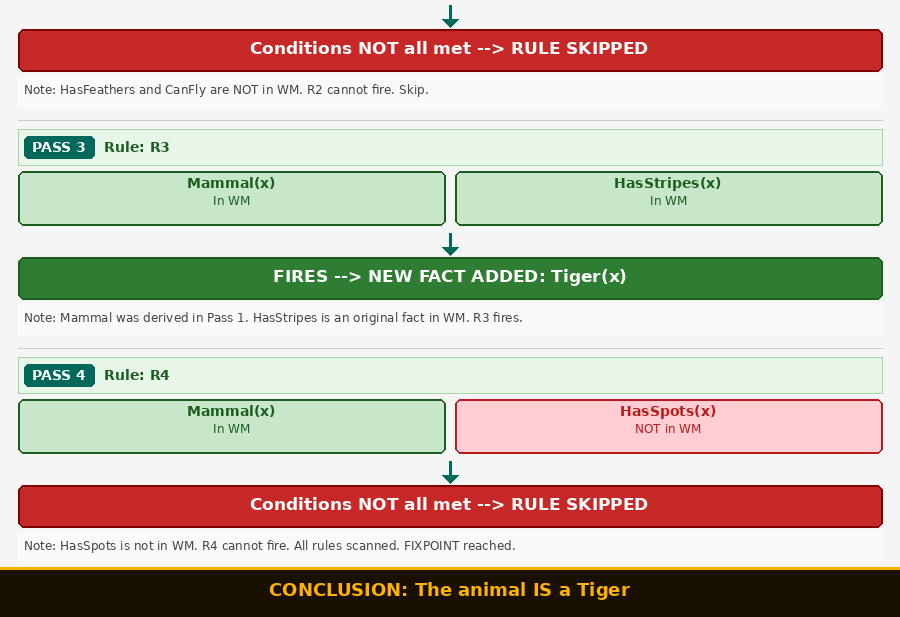 Conditions NOT all met --> RULE SKIPPED
Note: HasFeathers and CanFly are NOT in WM. R2 cannot fire. Skip.
PASS 3 Rule: R3
Mammal(x)
In WM
HasStripes(x)
In WM
FIRES --> NEW FACT ADDED: Tiger(x)
Note: Mammal was derived in Pass 1. HasStripes is an original fact in WM. R3 fires.
PASS 4 Rule: R4
Mammal(x)
In WM
HasSpots(x)
NOT in WM
Conditions NOT all met --> RULE SKIPPED
Note: HasSpots is not in WM. R4 cannot fire. All rules scanned. FIXPOINT reached.
CONCLUSION: The animal IS a Tiger